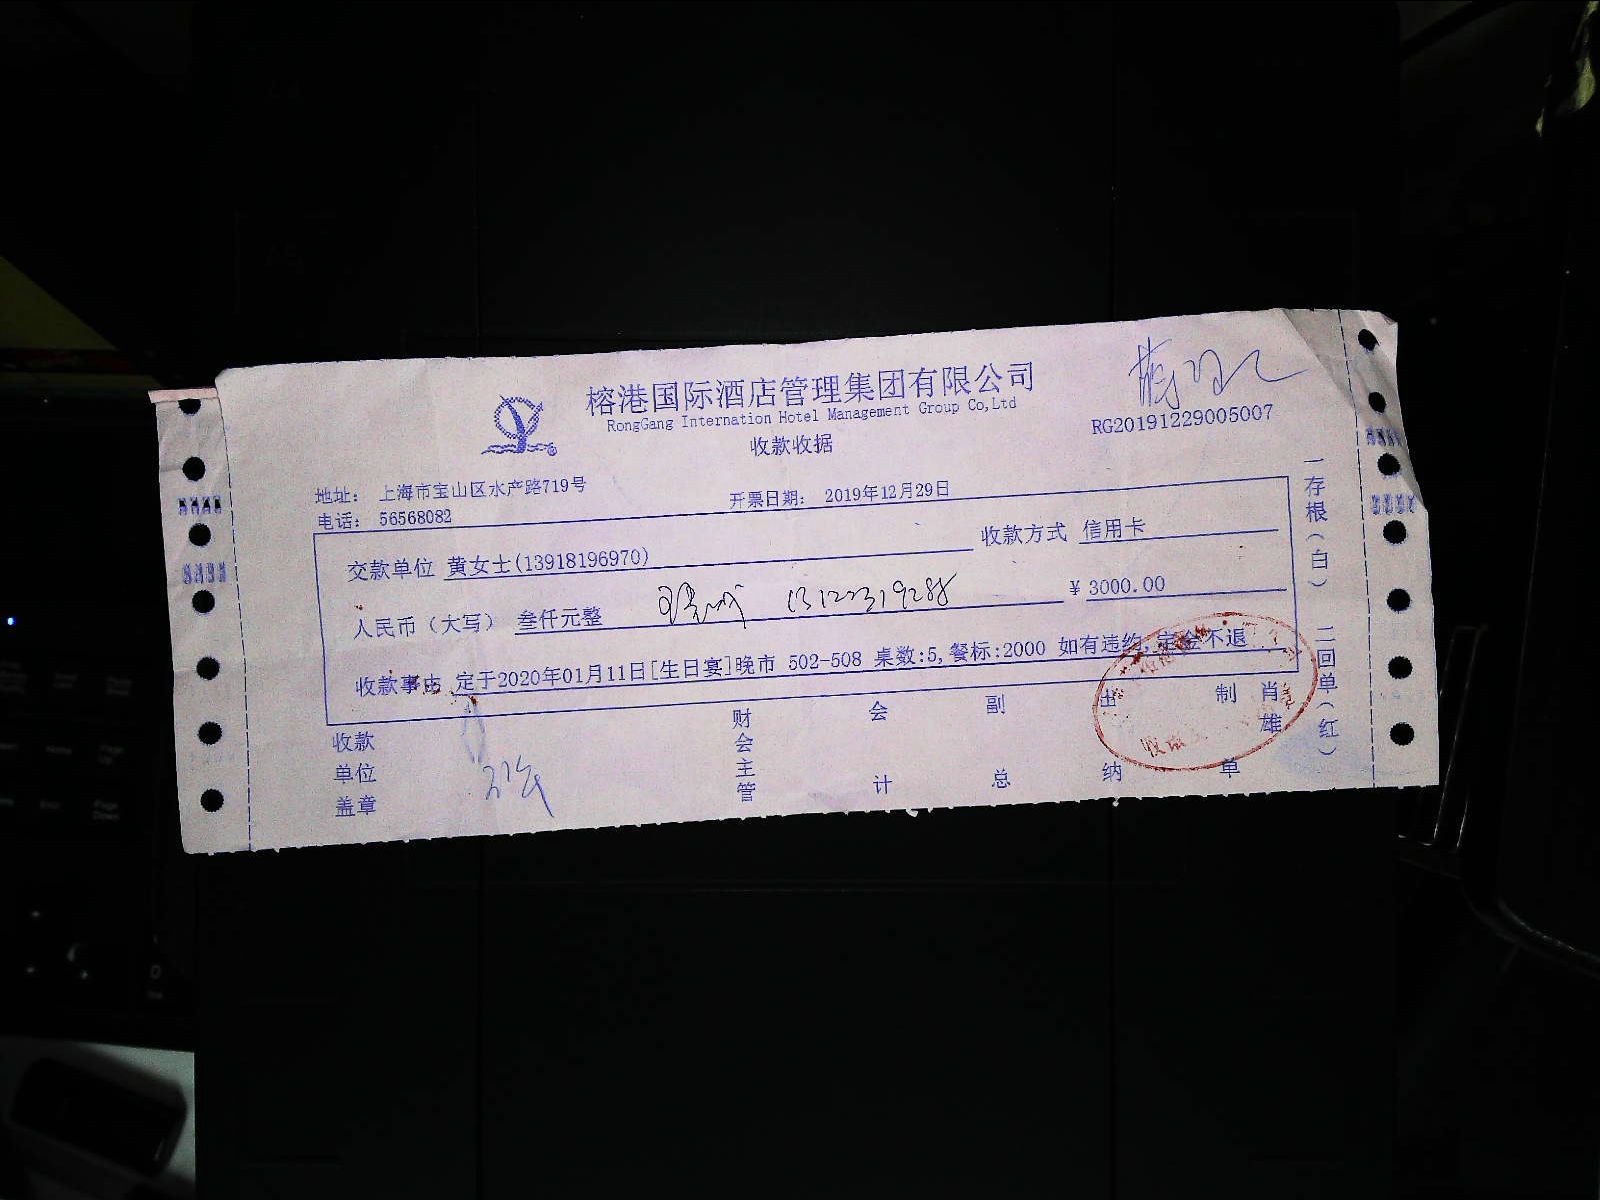 榕港国际酒店管理集团有限公司
RongGang Internation Hotel Management Group Co,Ltd
收款收据
RG20191229005007
地址： 上海市宝山区水产路719号
电话： 56568082
开票日期： 2019年12月29日
交款单位 黄女士(13918196970)
收款方式 信用卡
人民币（大写） 叁仟元整
13122319288
¥ 3000.00
收款事由 定于2020年01月11日[生日宴]晚市 502-508 桌数:5,餐标:2000 如有违约,定金不退
收款单位盖章
财会主管
会计
副总
出纳
制单
肖雄
一存根（白）
二回单（红）